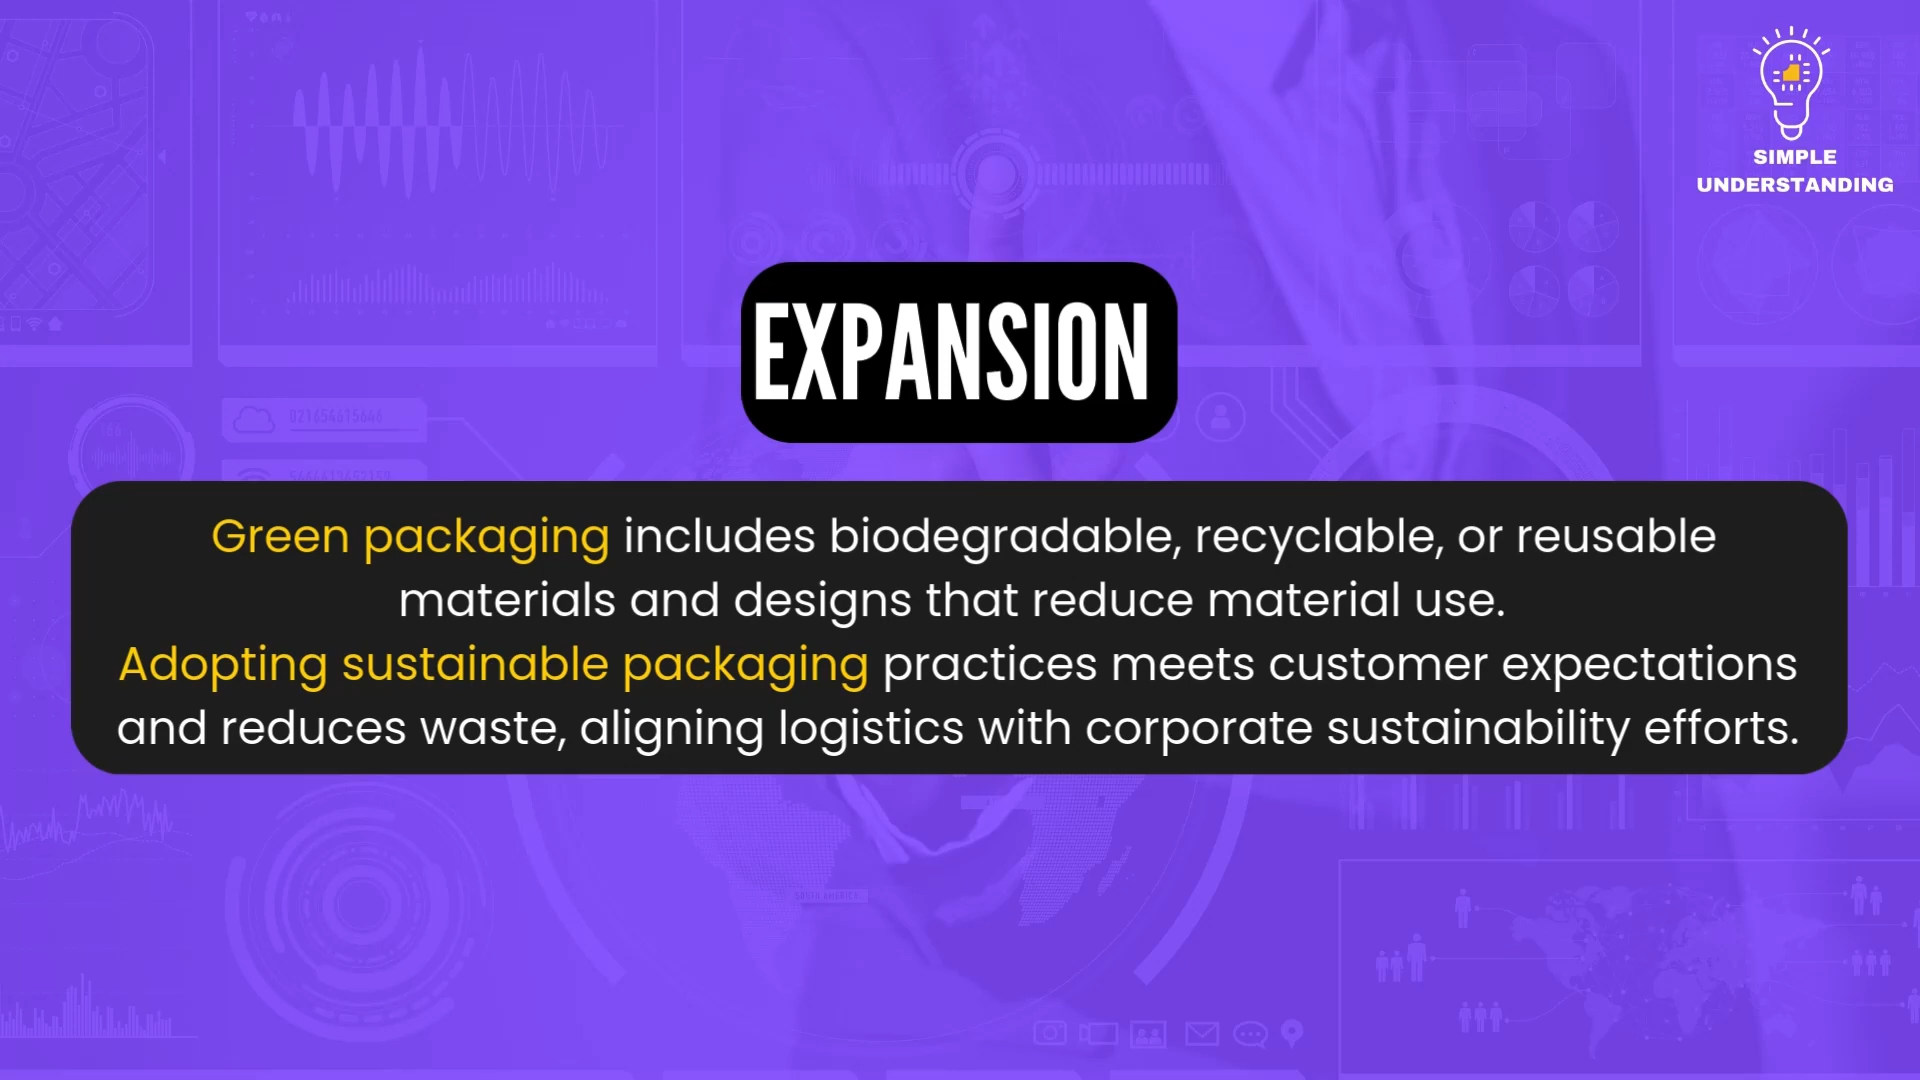 SIMPLE
UNDERSTANDING
EXPANSION
021654615646
Green packaging includes biodegradable, recyclable, or reusable
materials and designs that reduce material use.
Adopting sustainable packaging practices meets customer expectations
and reduces waste, aligning logistics with corporate sustainability efforts.